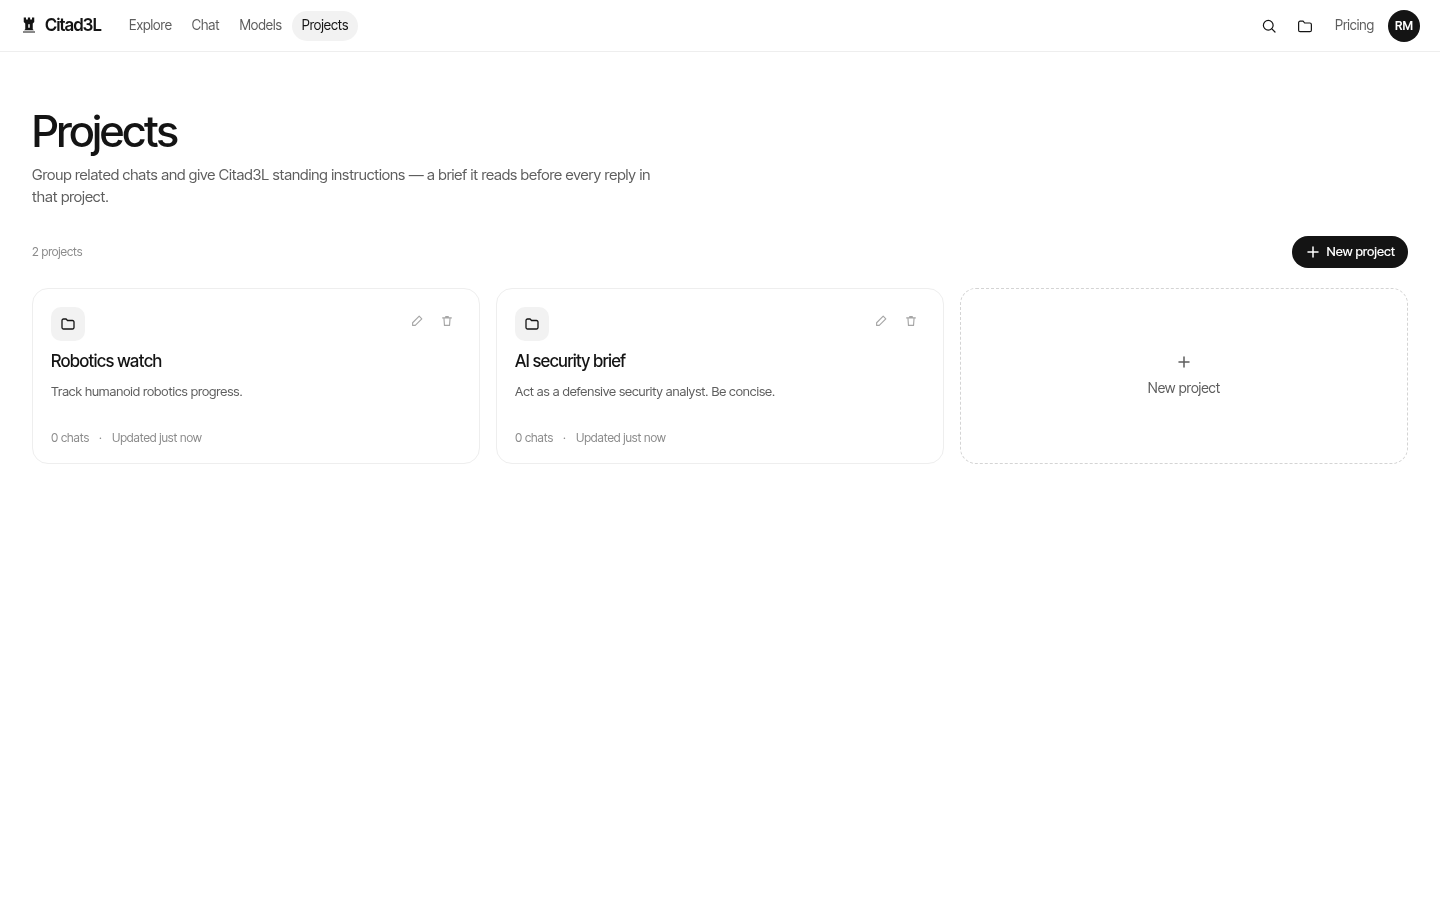 Citad3L
Explore
Chat
Models
Projects
Pricing
RM
Projects
Group related chats and give Citad3L standing instructions — a brief it reads before every reply in
that project.
2 projects
New project
Robotics watch
Track humanoid robotics progress.
0 chats · Updated just now
AI security brief
Act as a defensive security analyst. Be concise.
0 chats · Updated just now
New project